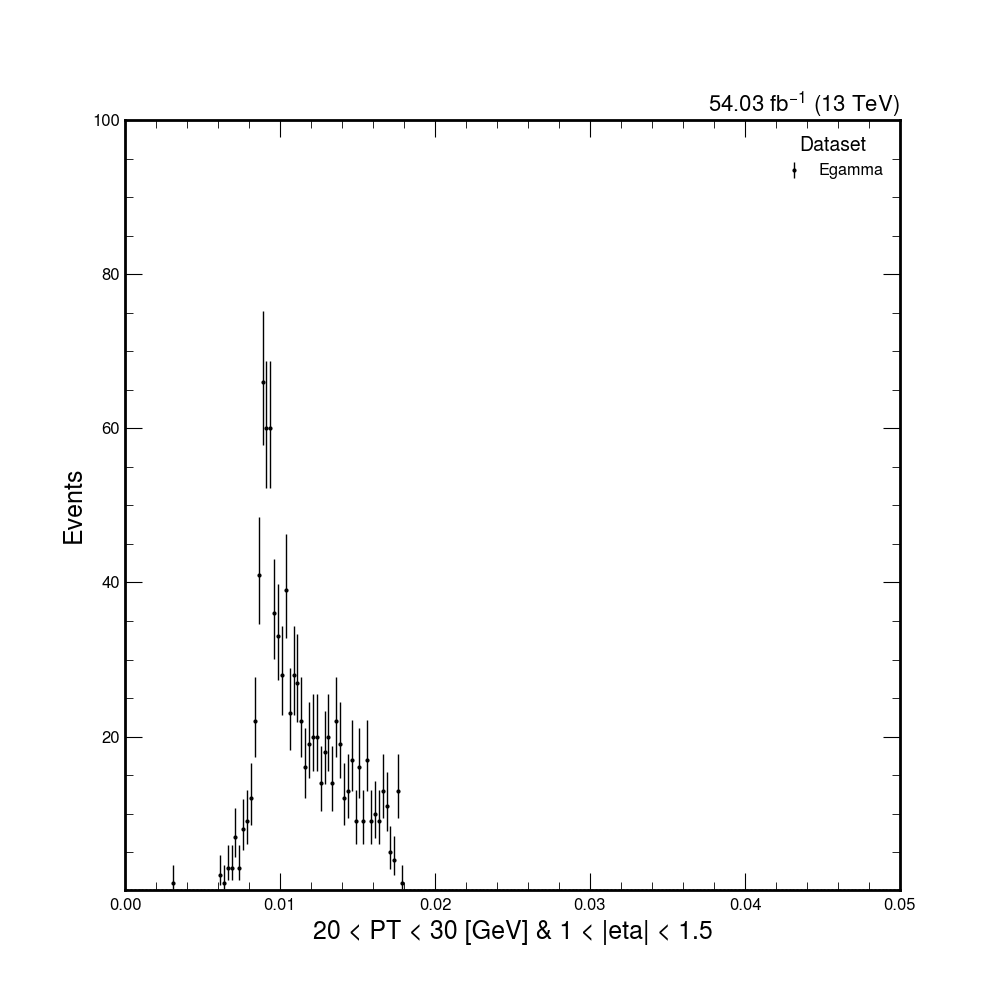 54.03 fb⁻¹ (13 TeV)
100
80
60
40
20
Events
Dataset
Egamma
0.00 0.01 0.02 0.03 0.04 0.05
20 < PT < 30 [GeV] & 1 < |eta| < 1.5